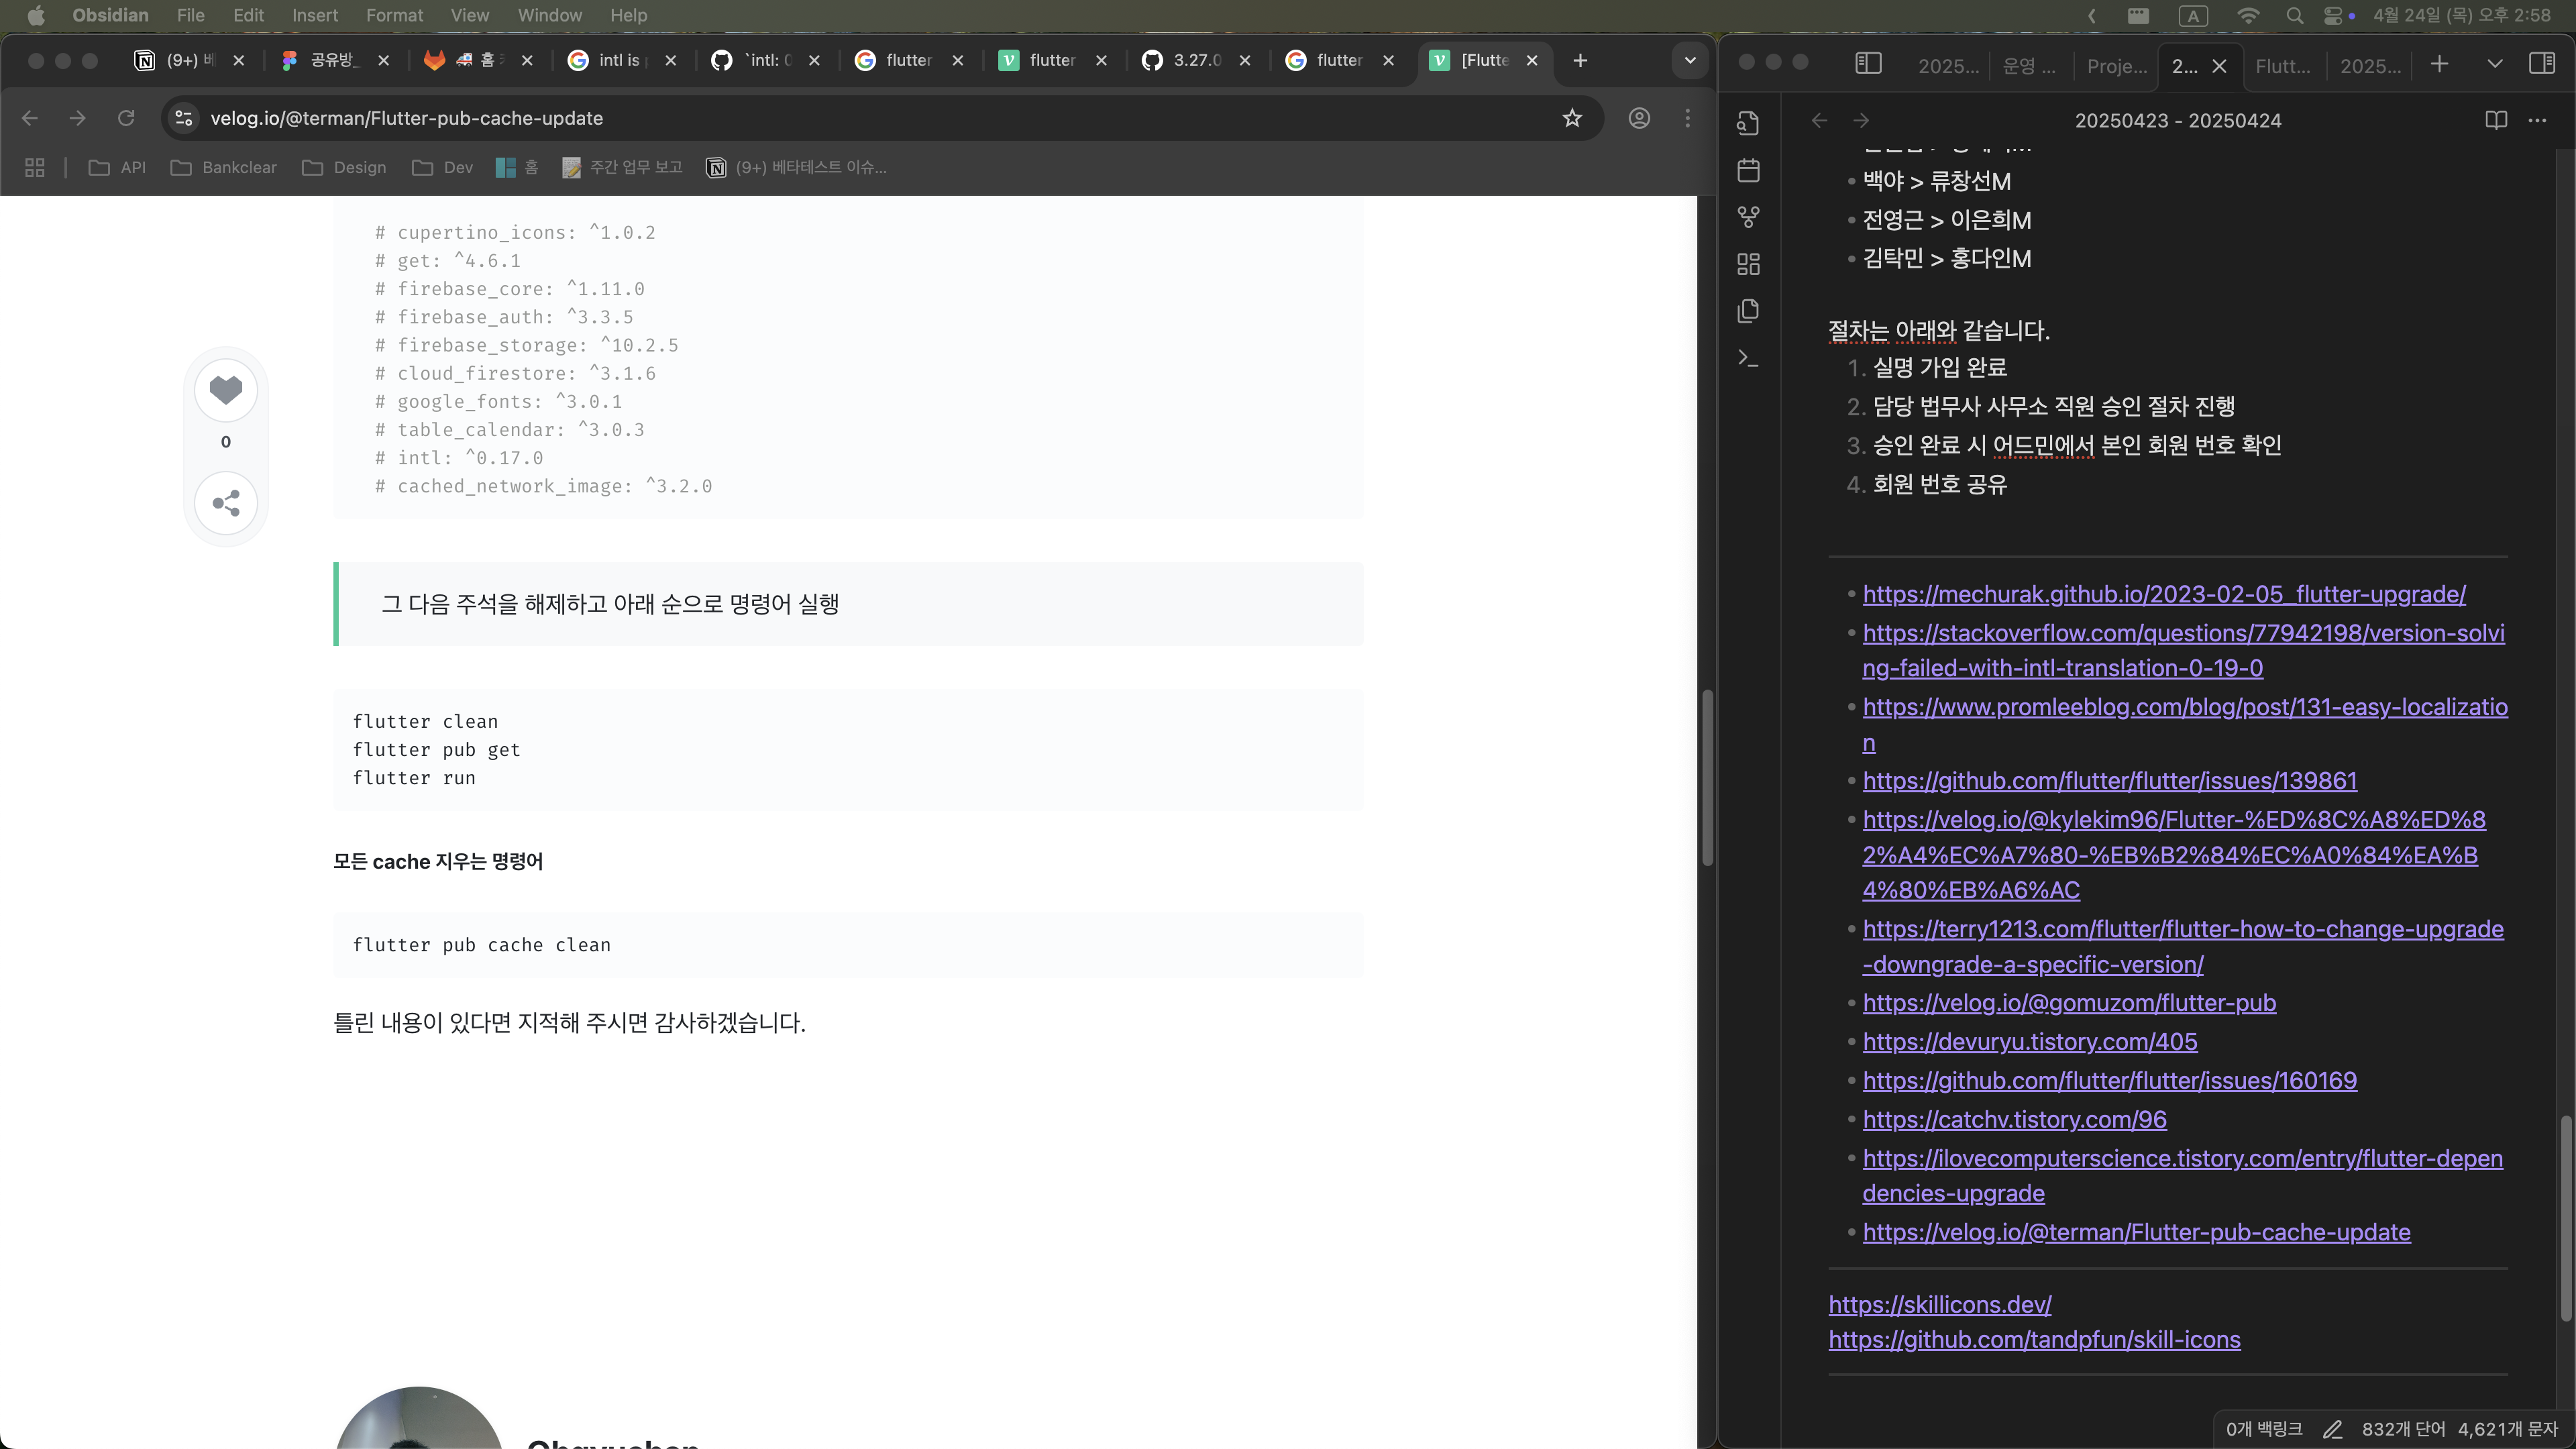 Obsidian File Edit Insert Format View Window Help
A 4월 24일 (목) 오후 2:58
(9+) 베
공유방_
홈
intl is
`intl: 0
flutter
flutter
3.27.0
flutter
[Flutte
velog.io/@terman/Flutter-pub-cache-update
API Bankclear Design Dev 홈 주간 업무 보고 (9+) 베타테스트 이슈...
# cupertino_icons: ^1.0.2
# get: ^4.6.1
# firebase_core: ^1.11.0
# firebase_auth: ^3.3.5
# firebase_storage: ^10.2.5
# cloud_firestore: ^3.1.6
# google_fonts: ^3.0.1
# table_calendar: ^3.0.3
# intl: ^0.17.0
# cached_network_image: ^3.2.0
0
그 다음 주석을 해제하고 아래 순으로 명령어 실행
flutter clean
flutter pub get
flutter run
모든 cache 지우는 명령어
flutter pub cache clean
틀린 내용이 있다면 지적해 주시면 감사하겠습니다.
2025... 운영 ... Proje... 2... Flutt... 2025...
20250423 - 20250424
백야 > 류창선M
전영근 > 이은희M
김탁민 > 홍다인M
절차는 아래와 같습니다.
1. 실명 가입 완료
2. 담당 법무사 사무소 직원 승인 절차 진행
3. 승인 완료 시 어드민에서 본인 회원 번호 확인
4. 회원 번호 공유
https://mechurak.github.io/2023-02-05_flutter-upgrade/
https://stackoverflow.com/questions/77942198/version-solvi
ng-failed-with-intl-translation-0-19-0
https://www.promleeblog.com/blog/post/131-easy-localizatio
n
https://github.com/flutter/flutter/issues/139861
https://velog.io/@kylekim96/Flutter-%ED%8C%A8%ED%8
2%A4%EC%A7%80-%EB%B2%84%EC%A0%84%EA%B
4%80%EB%A6%AC
https://terry1213.com/flutter/flutter-how-to-change-upgrade
-downgrade-a-specific-version/
https://velog.io/@gomuzom/flutter-pub
https://devuryu.tistory.com/405
https://github.com/flutter/flutter/issues/160169
https://catchv.tistory.com/96
https://ilovecomputerscience.tistory.com/entry/flutter-depen
dencies-upgrade
https://velog.io/@terman/Flutter-pub-cache-update
https://skillicons.dev/
https://github.com/tandpfun/skill-icons
0개 백링크 832개 단어 4,621개 문자